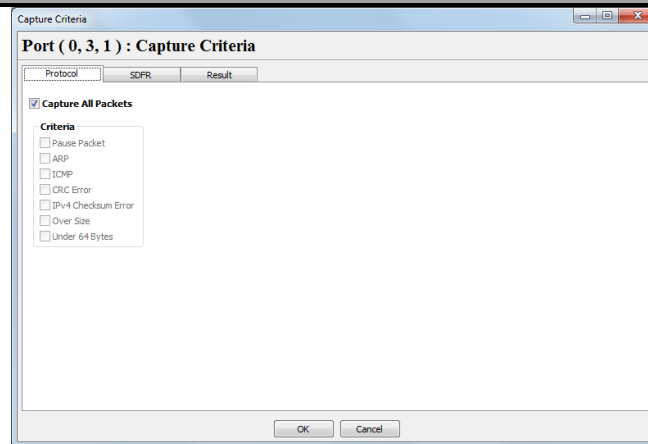 Capture Criteria
Port ( 0, 3, 1 ) : Capture Criteria
Protocol SDFR Result
Capture All Packets
Criteria
Pause Packet
ARP
ICMP
CRC Error
IPv4 Checksum Error
Over Size
Under 64 Bytes
OK Cancel